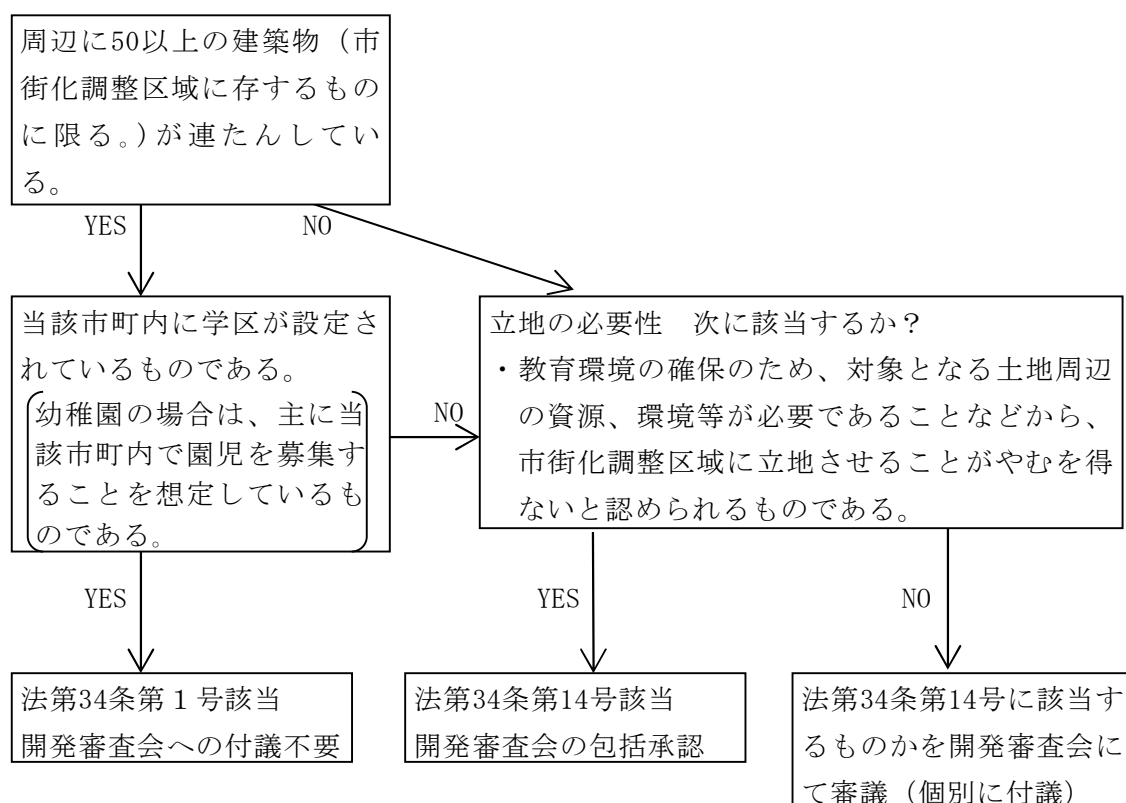 周辺に50以上の建築物（市
街化調整区域に存するもの
に限る。）が連たんしてい
る。
YES
NO
当該市町内に学区が設定さ
れているものである。
幼稚園の場合は、主に当
該市町内で園児を募集す
ることを想定しているも
のである。
NO
立地の必要性　次に該当するか？
・教育環境の確保のため、対象となる土地周辺
の資源、環境等が必要であることなどから、
市街化調整区域に立地させることがやむを得
ないと認められるものである。
YES
YES
NO
法第34条第１号該当
開発審査会への付議不要
法第34条第14号該当
開発審査会の包括承認
法第34条第14号に該当す
るものかを開発審査会に
て審議（個別に付議）